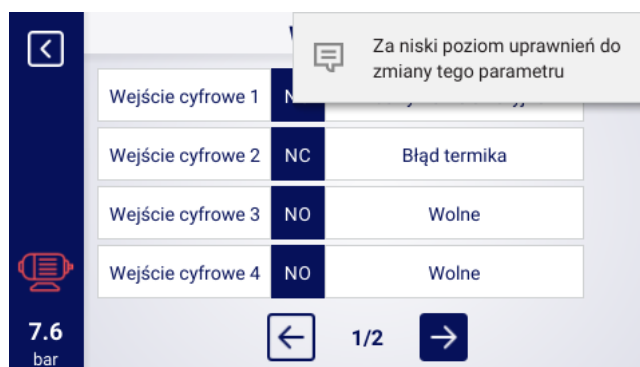 Za niski poziom uprawnień do
zmiany tego parametru
Wejście cyfrowe 1
Wejście cyfrowe 2 NC Błąd termika
Wejście cyfrowe 3 NO Wolne
Wejście cyfrowe 4 NO Wolne
7.6
bar
1/2